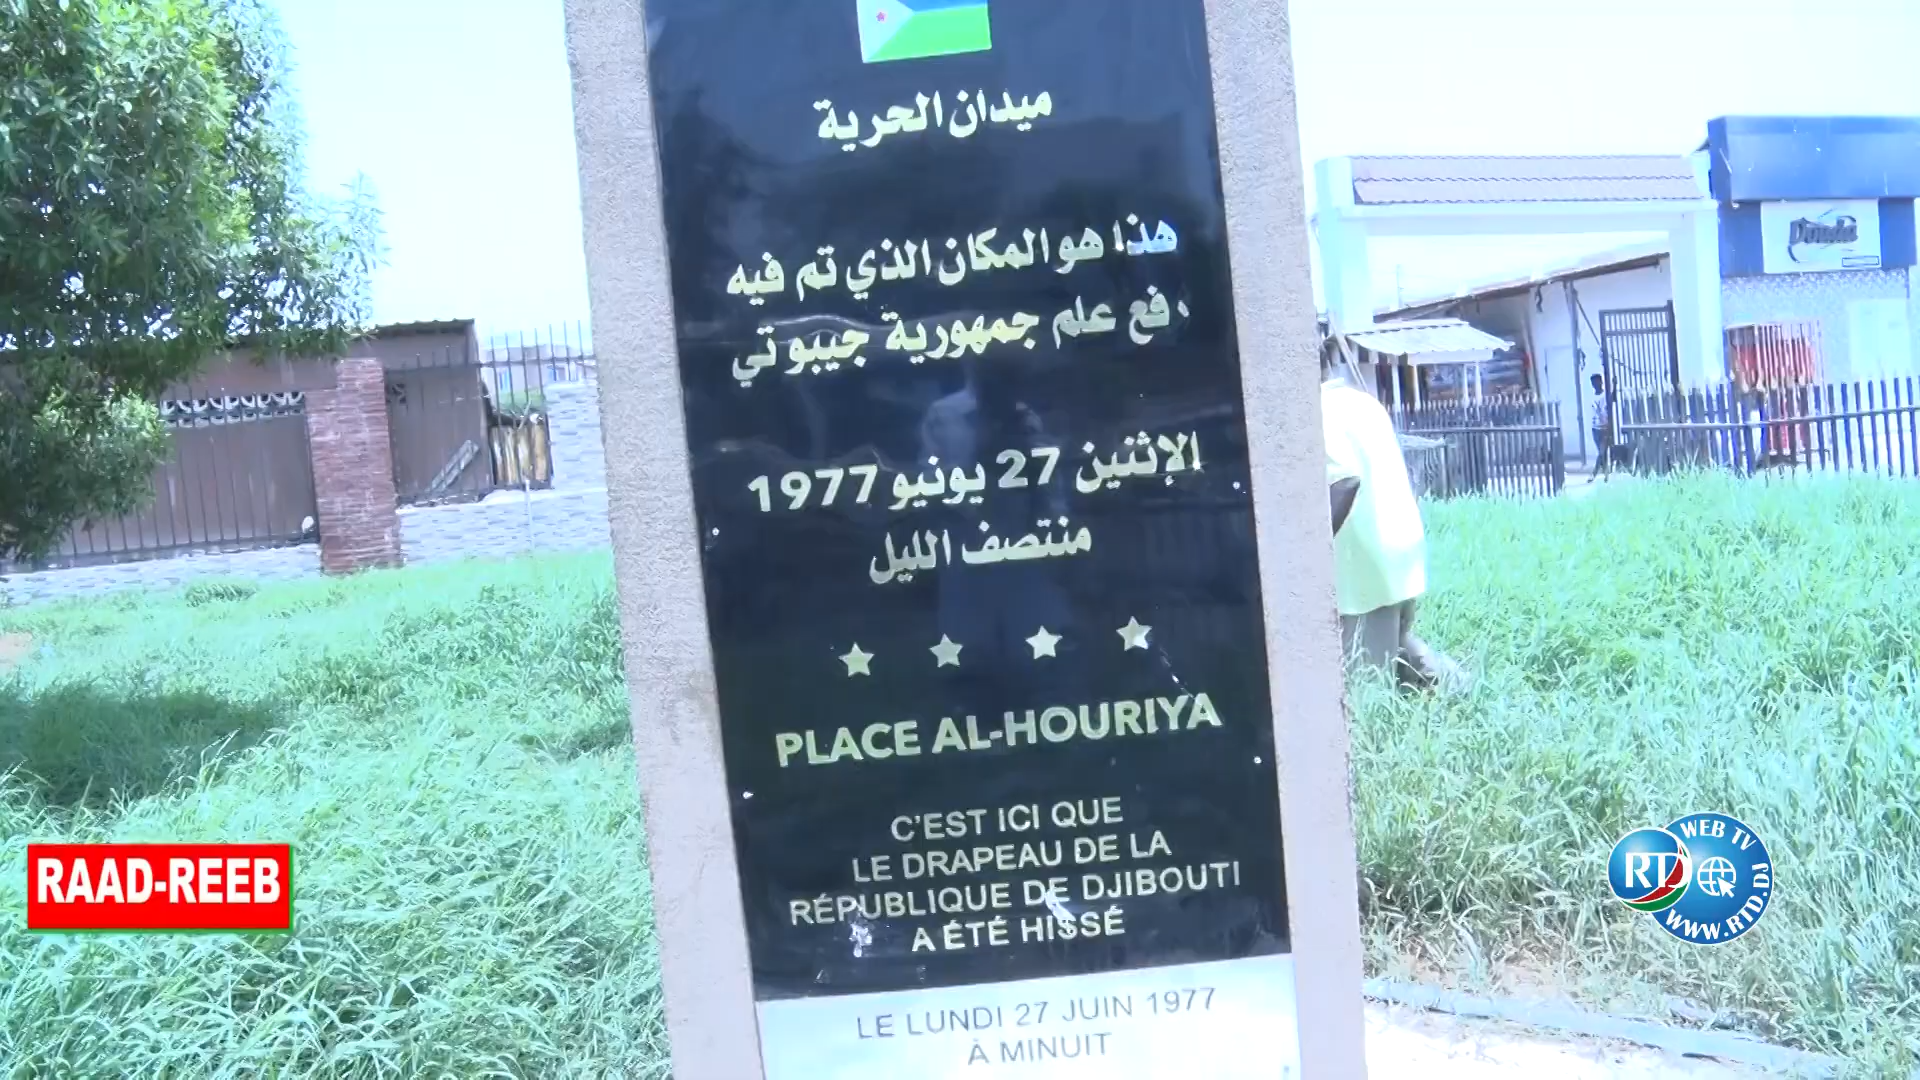 ميدان الحرية
هذا هو المكان الذي تم فيه
رفع علم جمهورية جيبوتي
الإثنين 27 يونيو 1977
منتصف الليل
PLACE AL-HOURIYA
C'EST ICI QUE
LE DRAPEAU DE LA
RÉPUBLIQUE DE DJIBOUTI
A ÉTÉ HISSÉ
LE LUNDI 27 JUIN 1977
À MINUIT
RAAD-REEB
WEB TV
RTD
WWW.RTD.DJ